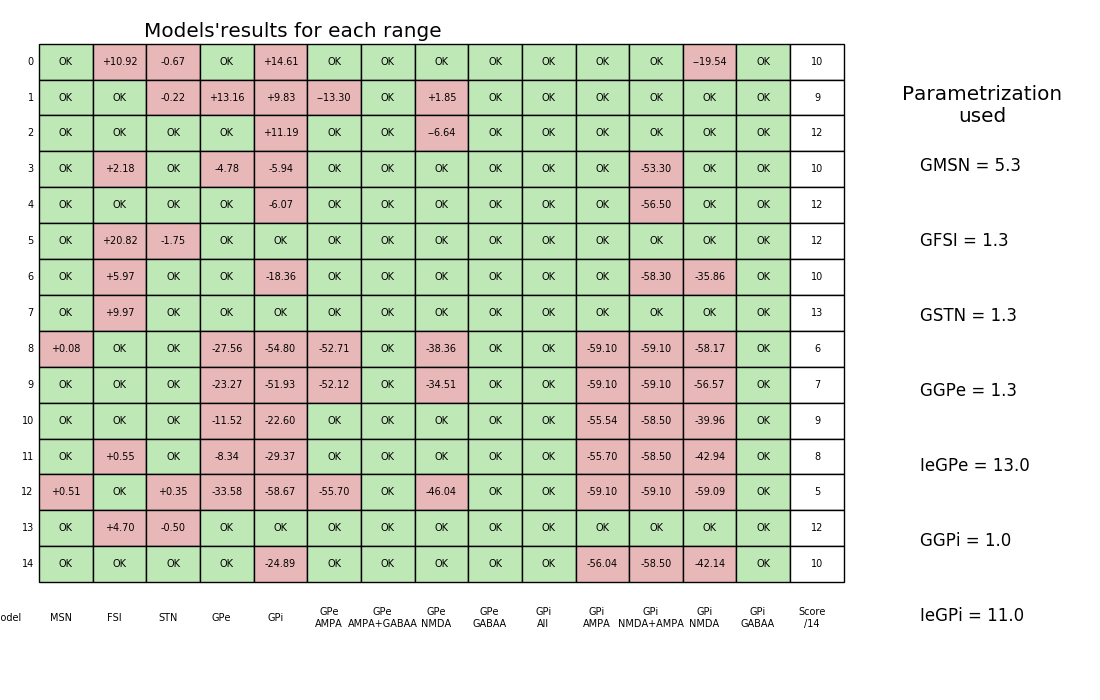 Models'results for each range
0 OK +10.92 -0.67 OK +14.61 OK OK OK OK OK OK OK --19.54 OK 10
1 OK OK -0.22 +13.16 +9.83 --13.30 OK +1.85 OK OK OK OK OK OK 9
2 OK OK OK OK +11.19 OK OK --6.64 OK OK OK OK OK OK 12
3 OK +2.18 OK -4.78 -5.94 OK OK OK OK OK OK -53.30 OK OK 10
4 OK OK OK OK -6.07 OK OK OK OK OK OK -56.50 OK OK 12
5 OK +20.82 -1.75 OK OK OK OK OK OK OK OK OK OK OK 12
6 OK +5.97 OK OK -18.36 OK OK OK OK OK OK -58.30 -35.86 OK 10
7 OK +9.97 OK OK OK OK OK OK OK OK OK OK OK OK 13
8 +0.08 OK OK -27.56 -54.80 -52.71 OK -38.36 OK OK -59.10 -59.10 -58.17 OK 6
9 OK OK OK -23.27 -51.93 -52.12 OK -34.51 OK OK -59.10 -59.10 -56.57 OK 7
10 OK OK OK -11.52 -22.60 OK OK OK OK OK -55.54 -58.50 -39.96 OK 9
11 OK +0.55 OK -8.34 -29.37 OK OK OK OK OK -55.70 -58.50 -42.94 OK 8
12 +0.51 OK +0.35 -33.58 -58.67 -55.70 OK -46.04 OK OK -59.10 -59.10 -59.09 OK 5
13 OK +4.70 -0.50 OK OK OK OK OK OK OK OK OK OK OK 12
14 OK OK OK OK -24.89 OK OK OK OK OK -56.04 -58.50 -42.14 OK 10
odel MSN FSI STN GPe GPi GPe AMPA GPe AMPA+GABAA GPe NMDA GPe GABAA GPi All GPi AMPA GPi NMDA+AMPA GPi NMDA GPi GABAA Score /14
Parametrization
used
GMSN = 5.3
GFSI = 1.3
GSTN = 1.3
GGPe = 1.3
IeGPe = 13.0
GGPi = 1.0
IeGPi = 11.0